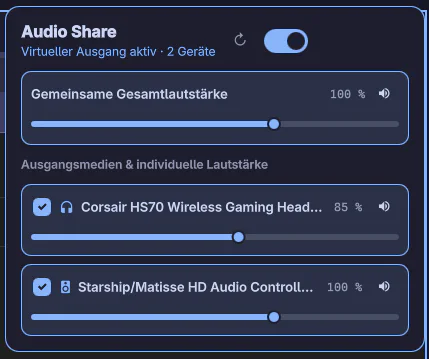 Audio Share
Virtueller Ausgang aktiv · 2 Geräte
Gemeinsame Gesamtlautstärke 100 %
Ausgangsmedien & individuelle Lautstärke
Corsair HS70 Wireless Gaming Head... 85 %
Starship/Matisse HD Audio Controll... 100 %